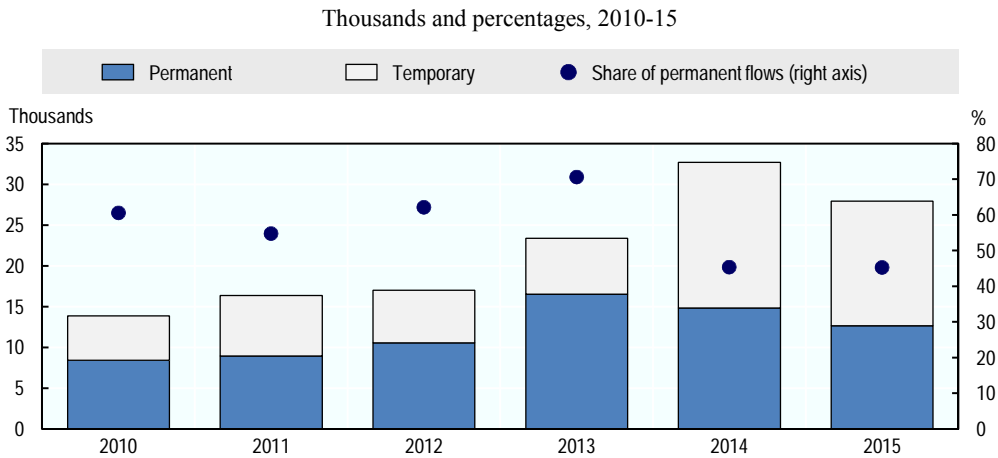 Thousands and percentages, 2010-15
Permanent Temporary Share of permanent flows (right axis)
Thousands %
35 80
30 70
25 60
20 50
15 40
10 30
5 20
0 10
0
2010 2011 2012 2013 2014 2015